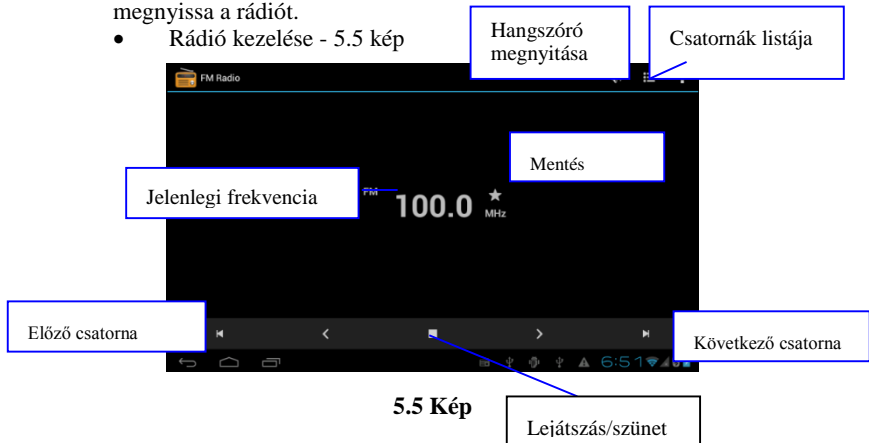 megnyissa a rádiót.
• Rádió kezelése - 5.5 kép
Hangszóró
megnyitása
Csatornák listája
FM Radio
Mentés
Jelenlegi frekvencia
FM
100.0
MHz
Előző csatorna
Következő csatorna
6:51
5.5 Kép
Lejátszás/szünet